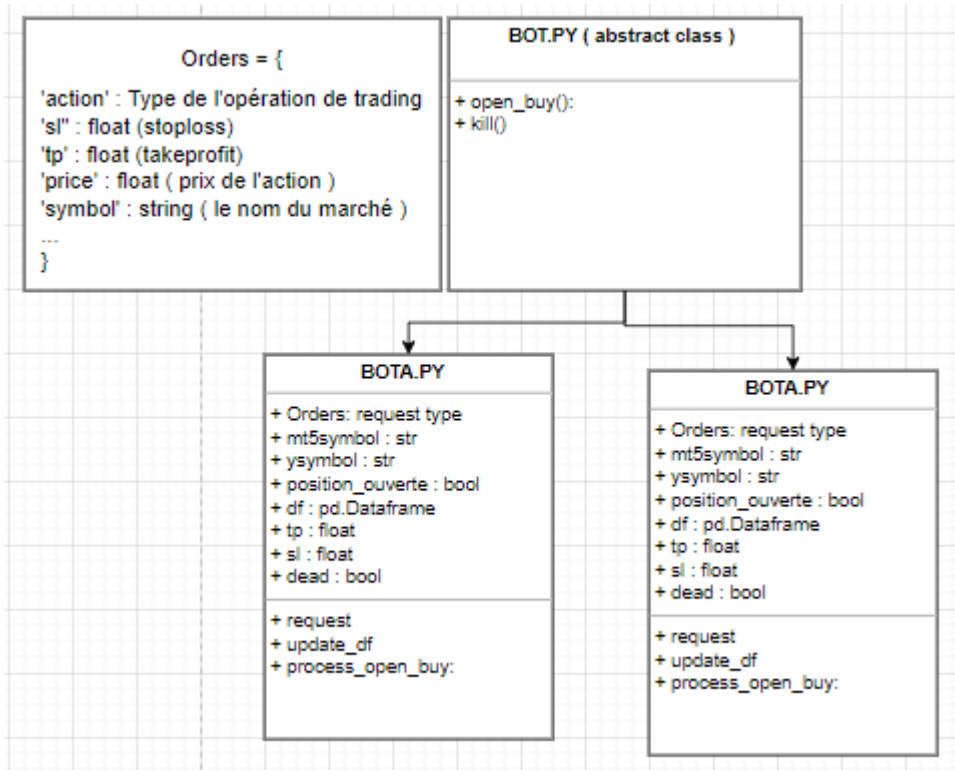 Orders = {
'action' : Type de l'opération de trading
'sl" : float (stoploss)
'tp' : float (takeprofit)
'price' : float ( prix de l'action )
'symbol' : string ( le nom du marché )
...
}
BOT.PY ( abstract class )
+ open_buy():
+ kill()
BOTA.PY
+ Orders: request type
+ mt5symbol : str
+ ysymbol : str
+ position_ouverte : bool
+ df : pd.Dataframe
+ tp : float
+ sl : float
+ dead : bool
+ request
+ update_df
+ process_open_buy:
BOTA.PY
+ Orders: request type
+ mt5symbol : str
+ ysymbol : str
+ position_ouverte : bool
+ df : pd.Dataframe
+ tp : float
+ sl : float
+ dead : bool
+ request
+ update_df
+ process_open_buy: